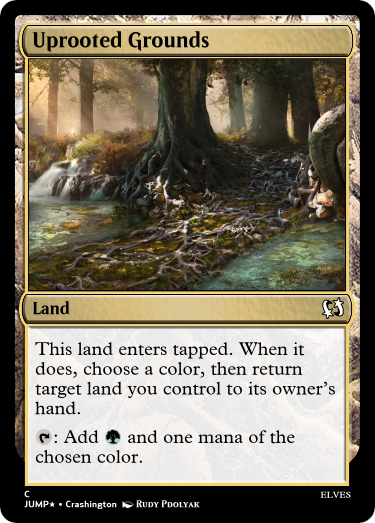 Uprooted Grounds
Land
This land enters tapped. When it
does, choose a color, then return
target land you control to its owner's
hand.
: Add and one mana of the
chosen color.
C
JUMP★ • Crashington Rudy Pdolyak
ELVES